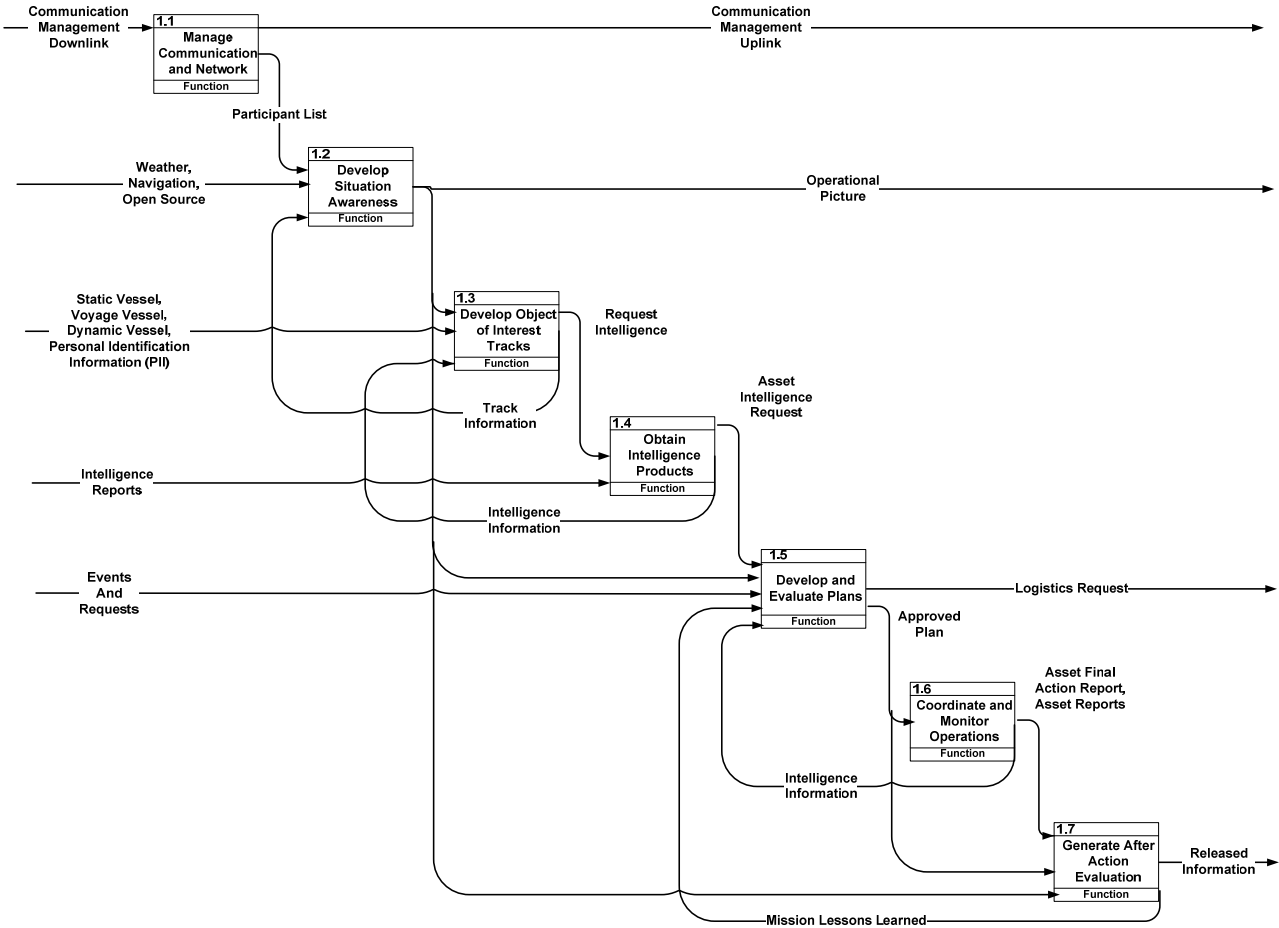 Communication
Management
Downlink
1.1
Manage
Communication
and Network
Function
Communication
Management
Uplink
Participant List
Weather,
Navigation,
Open Source
1.2
Develop
Situation
Awareness
Function
Operational
Picture
Static Vessel,
Voyage Vessel,
Dynamic Vessel,
Personal Identification
Information (PII)
1.3
Develop Object
of Interest
Tracks
Function
Request
Intelligence
Track
Information
Asset
Intelligence
Request
1.4
Obtain
Intelligence
Products
Function
Intelligence
Reports
Intelligence
Information
Events
And
Requests
1.5
Develop and
Evaluate Plans
Function
Logistics Request
Approved
Plan
1.6
Coordinate and
Monitor
Operations
Function
Asset Final
Action Report,
Asset Reports
Intelligence
Information
1.7
Generate After
Action
Evaluation
Function
Released
Information
Mission Lessons Learned